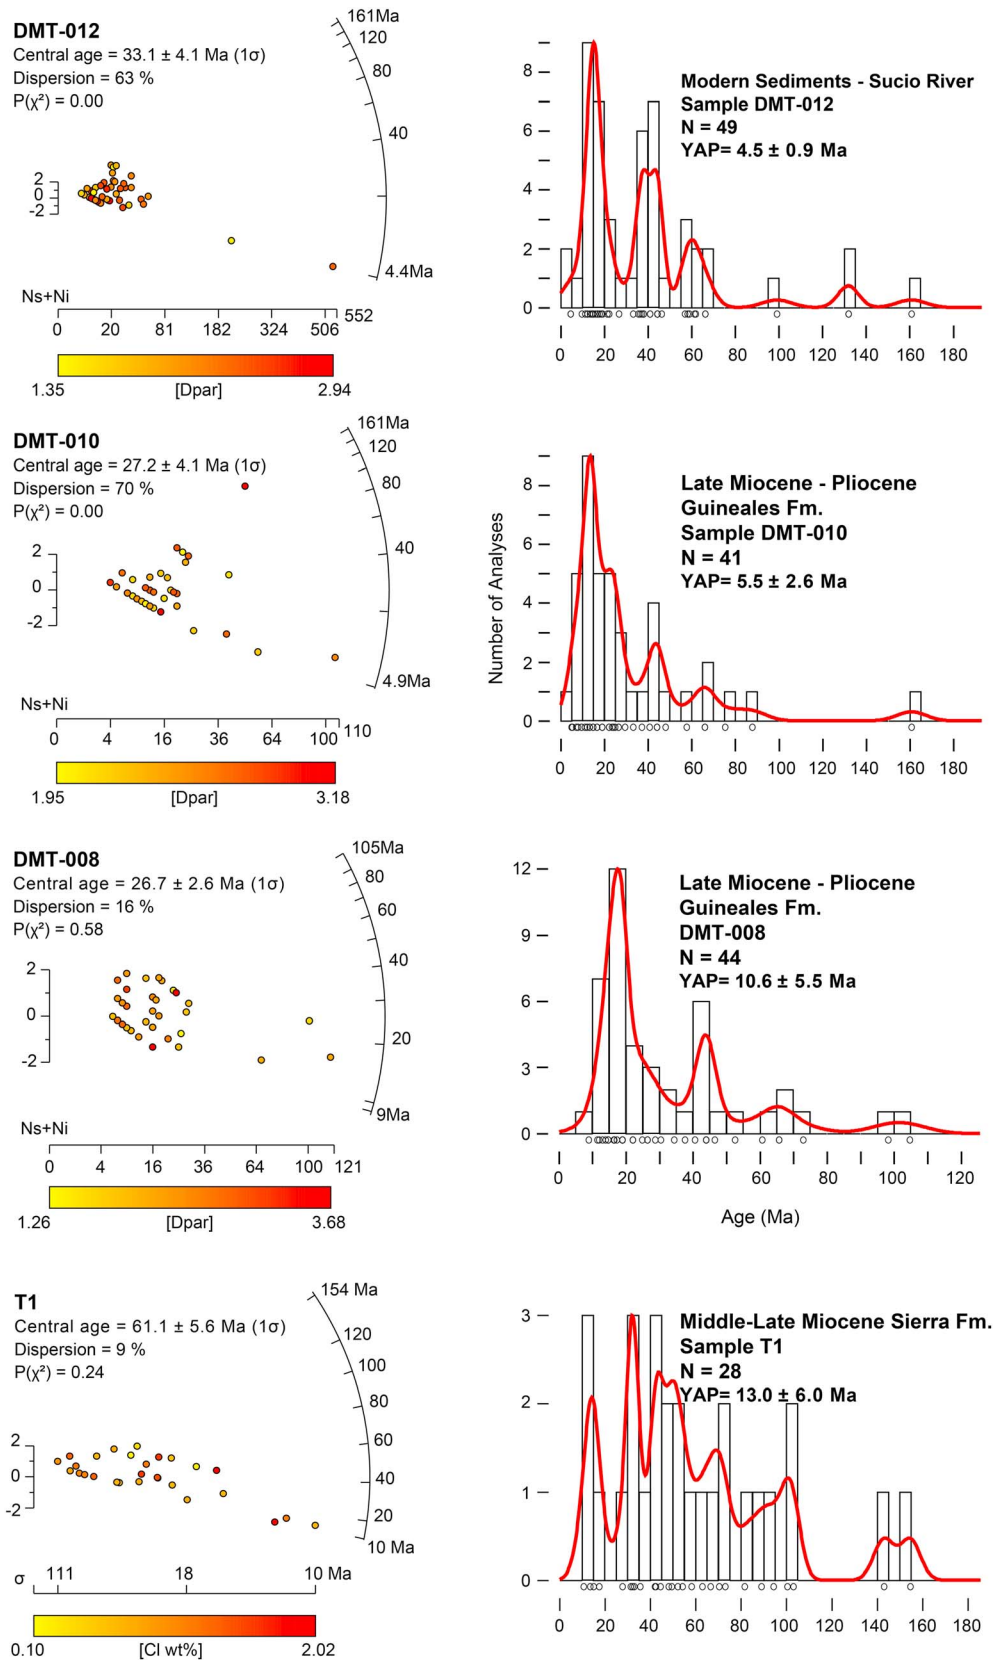 DMT-012
Central age = 33.1 ± 4.1 Ma (1σ)
Dispersion = 63 %
P(χ²) = 0.00
161Ma
120
80
40
4.4Ma
2
0
-2
Ns+Ni
0 20 81 182 324 506 552
1.35 [Dpar] 2.94
Modern Sediments - Sucio River
Sample DMT-012
N = 49
YAP= 4.5 ± 0.9 Ma
8
6
4
2
0
0 20 40 60 80 100 120 140 160 180
DMT-010
Central age = 27.2 ± 4.1 Ma (1σ)
Dispersion = 70 %
P(χ²) = 0.00
161Ma
120
80
40
4.9Ma
2
0
-2
Ns+Ni
0 4 16 36 64 100 110
1.95 [Dpar] 3.18
Late Miocene - Pliocene
Guineales Fm.
Sample DMT-010
N = 41
YAP= 5.5 ± 2.6 Ma
Number of Analyses
8
6
4
2
0
0 20 40 60 80 100 120 140 160 180
DMT-008
Central age = 26.7 ± 2.6 Ma (1σ)
Dispersion = 16 %
P(χ²) = 0.58
105Ma
80
60
40
20
9Ma
2
0
-2
Ns+Ni
0 4 16 36 64 100 121
1.26 [Dpar] 3.68
Late Miocene - Pliocene
Guineales Fm.
DMT-008
N = 44
YAP= 10.6 ± 5.5 Ma
12
9
6
3
0
0 20 40 60 80 100 120
Age (Ma)
T1
Central age = 61.1 ± 5.6 Ma (1σ)
Dispersion = 9 %
P(χ²) = 0.24
154 Ma
120
100
80
60
40
20
10 Ma
2
0
-2
σ 111 18 10 Ma
0.10 [Cl wt%] 2.02
Middle-Late Miocene Sierra Fm.
Sample T1
N = 28
YAP= 13.0 ± 6.0 Ma
3
2
1
0
0 20 40 60 80 100 120 140 160 180